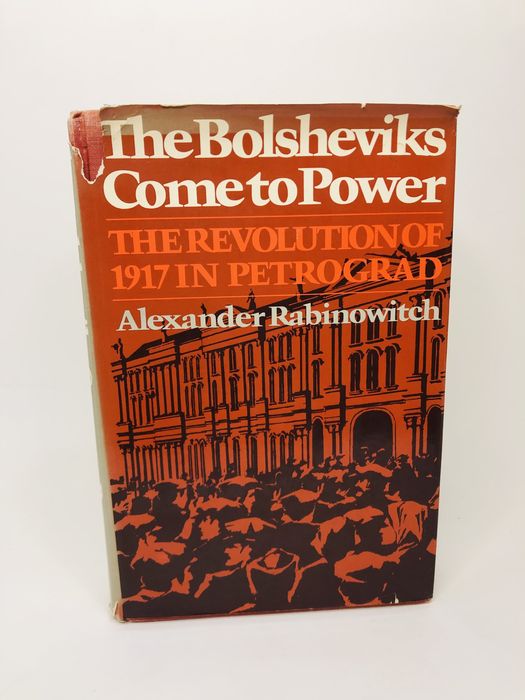 The Bolsheviks
Come to Power
THE REVOLUTION OF
1917 IN PETROGRAD
Alexander Rabinowitch